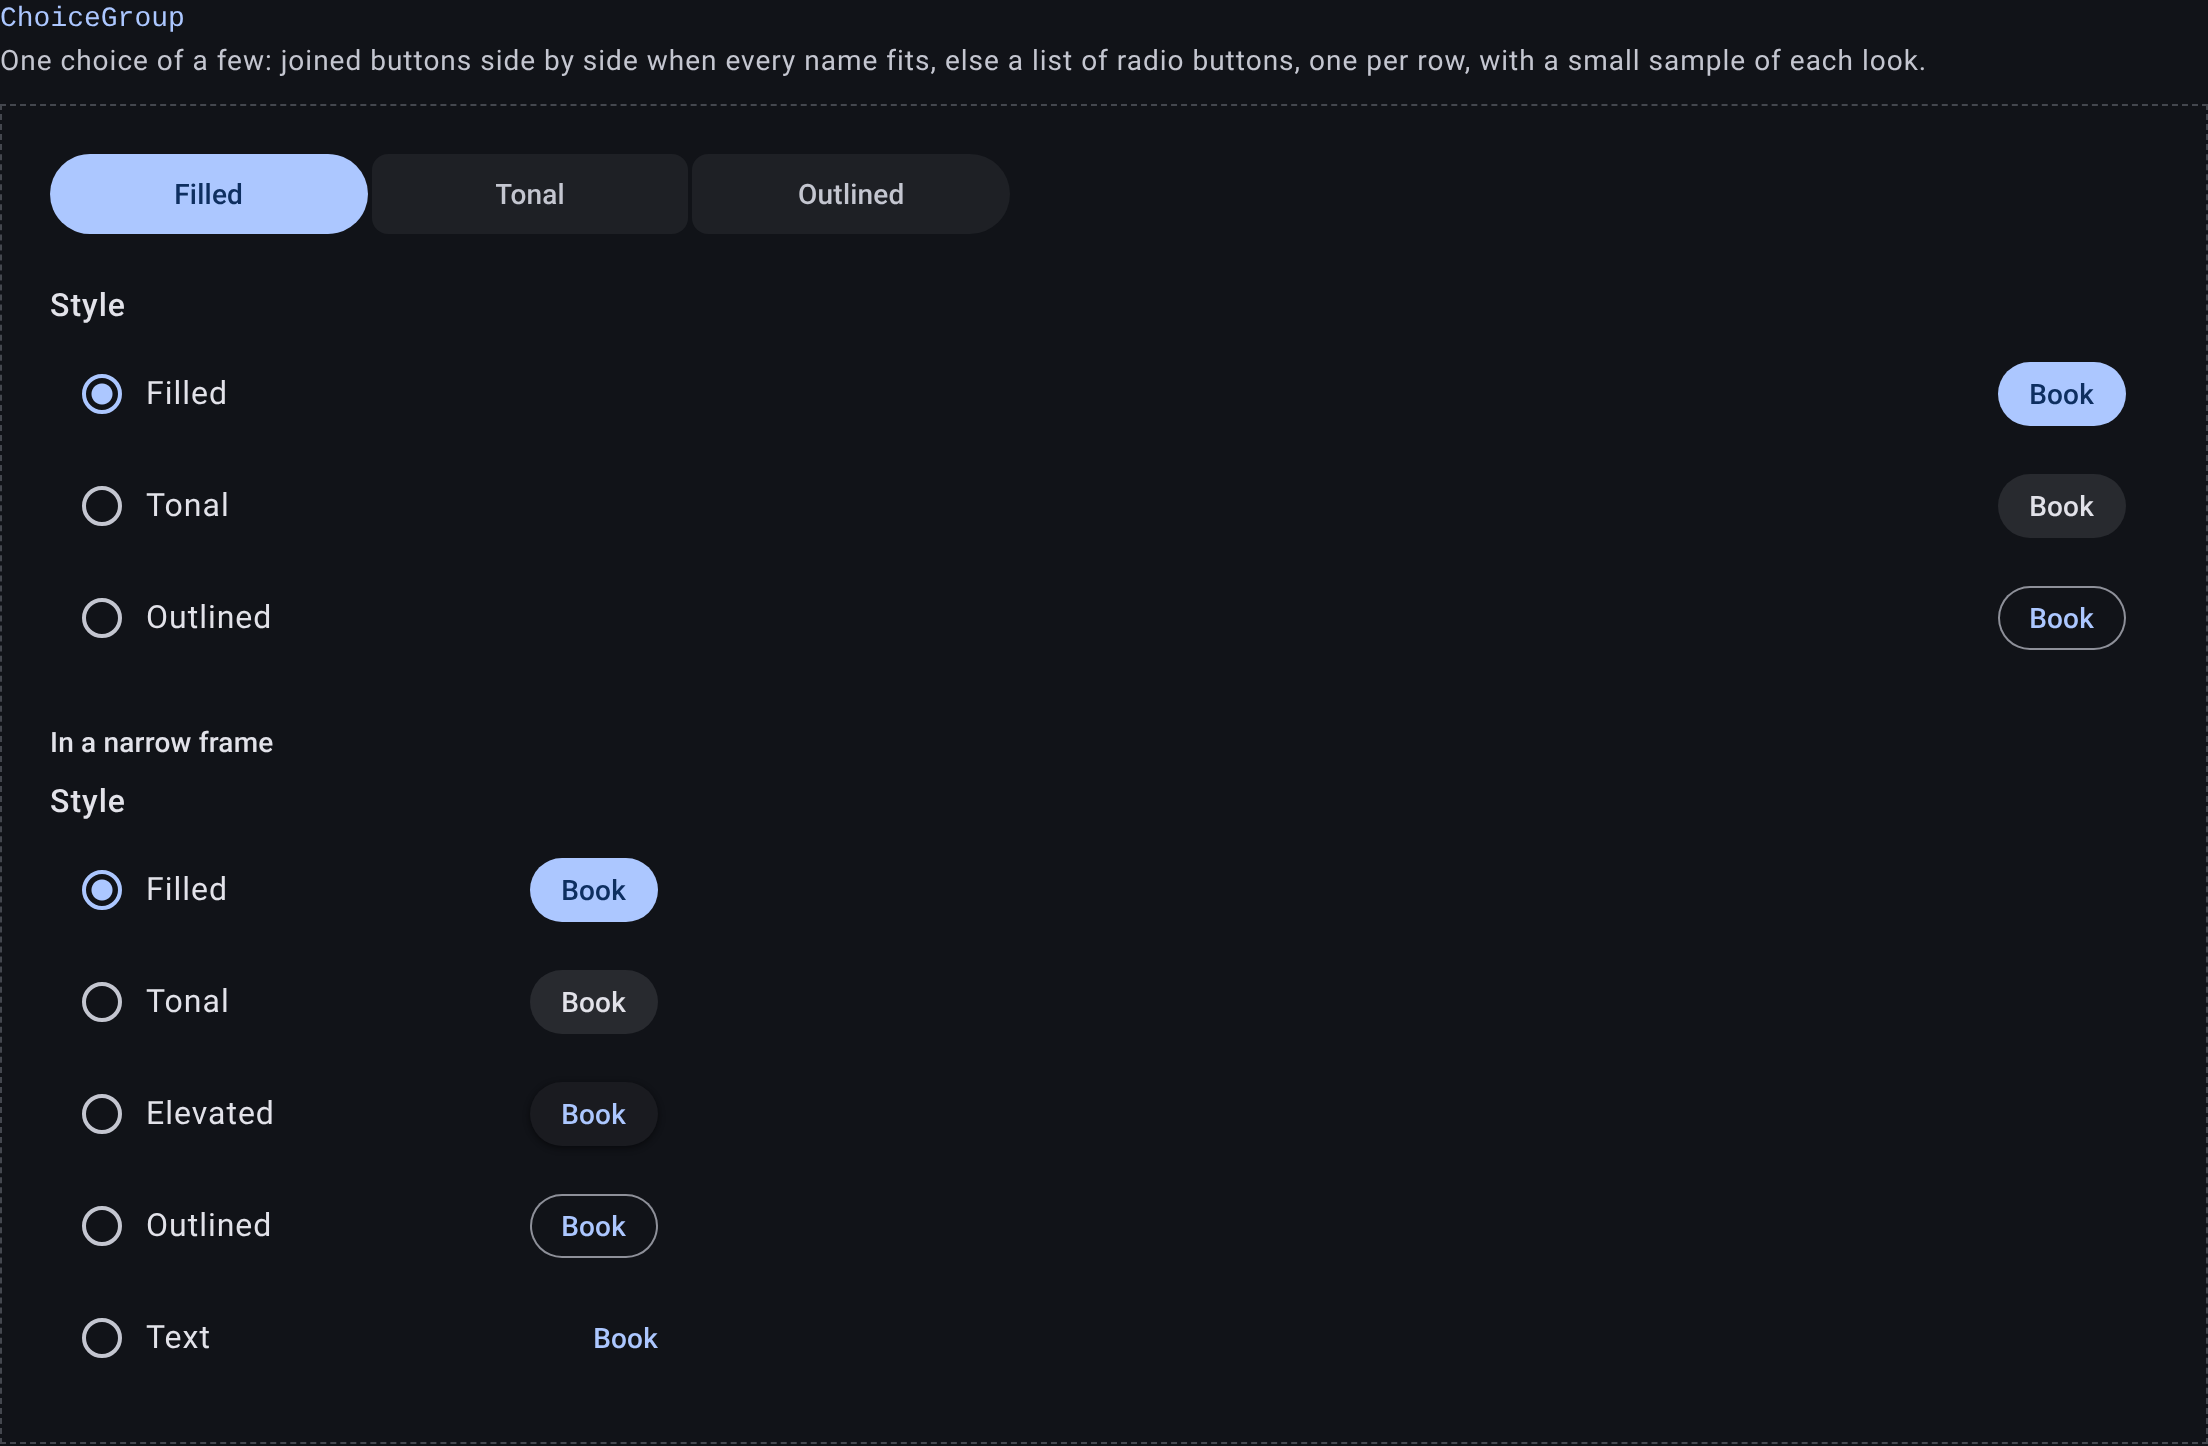 ChoiceGroup
One choice of a few: joined buttons side by side when every name fits, else a list of radio buttons, one per row, with a small sample of each look.
Filled Tonal Outlined
Style
Filled Book
Tonal Book
Outlined Book
In a narrow frame
Style
Filled Book
Tonal Book
Elevated Book
Outlined Book
Text Book